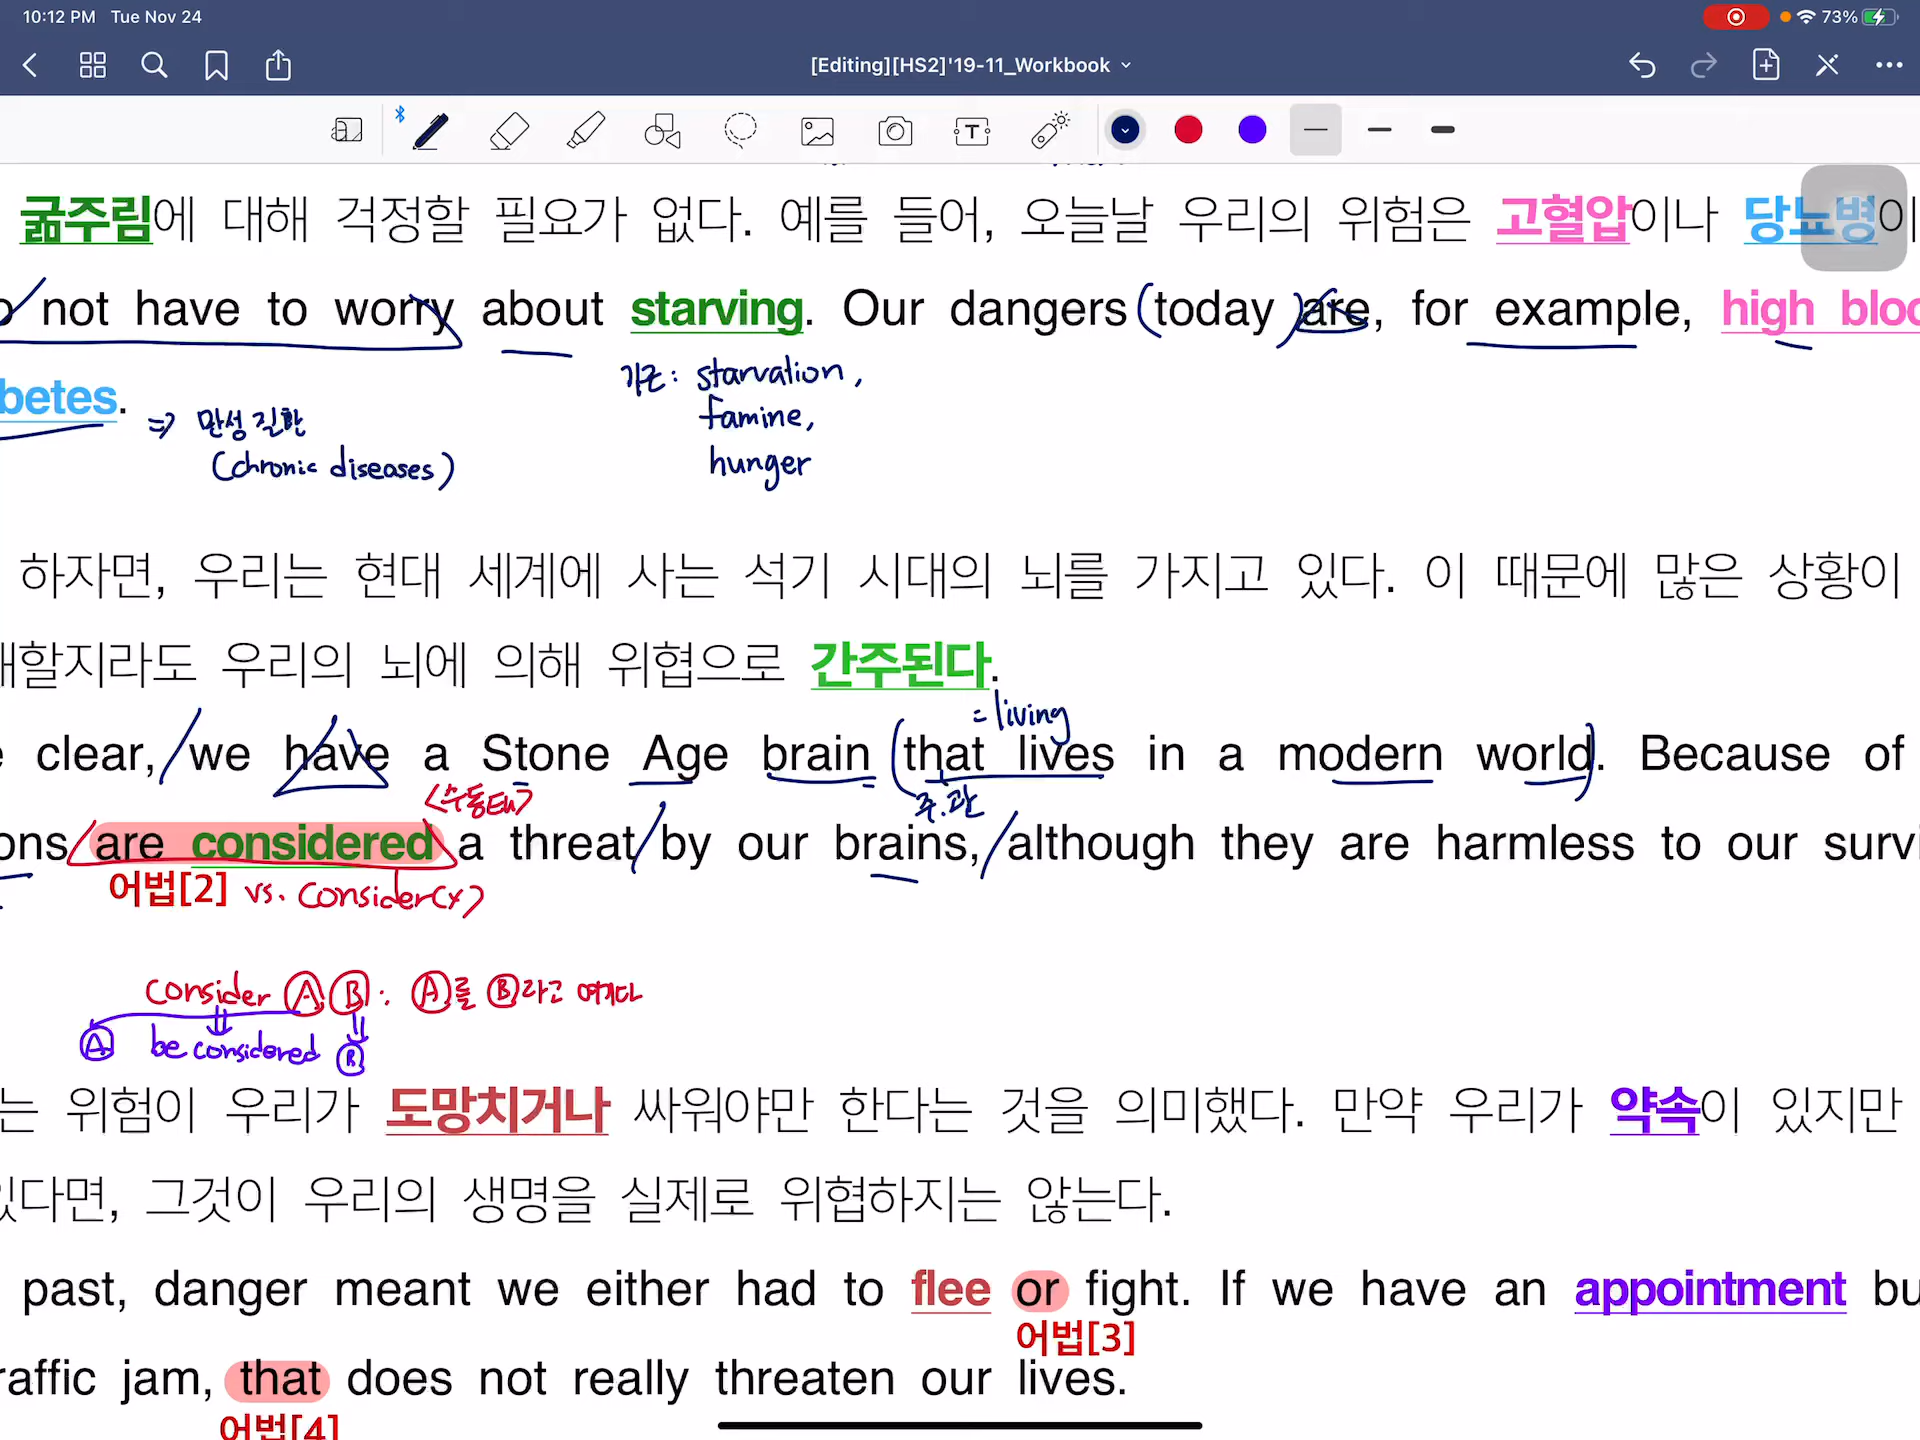 10:12 PM Tue Nov 24
73%
[Editing][HS2]'19-11_Workbook
굶주림에 대해 걱정할 필요가 없다. 예를 들어, 오늘날 우리의 위험은 고혈압이나 당뇨병이
not have to worry about starving. Our dangers (today) are, for example, high bloo
betes.
⇒ 만성 질환
(chronic diseases)
기근: starvation,
famine,
hunger
하자면, 우리는 현대 세계에 사는 석기 시대의 뇌를 가지고 있다. 이 때문에 많은 상황이
해할지라도 우리의 뇌에 의해 위협으로 간주된다.
= living
clear, we have a Stone Age brain (that lives in a modern world). Because of
<수동태>
주.관
ons are considered a threat by our brains, although they are harmless to our survi
어법[2] vs. consider(x)
consider Ⓐ Ⓑ: Ⓐ를 Ⓑ라고 여기다
Ⓐ be considered Ⓑ
는 위험이 우리가 도망치거나 싸워야만 한다는 것을 의미했다. 만약 우리가 약속이 있지만
있다면, 그것이 우리의 생명을 실제로 위협하지는 않는다.
past, danger meant we either had to flee or fight. If we have an appointment bu
어법[3]
raffic jam, that does not really threaten our lives.
어법[4]